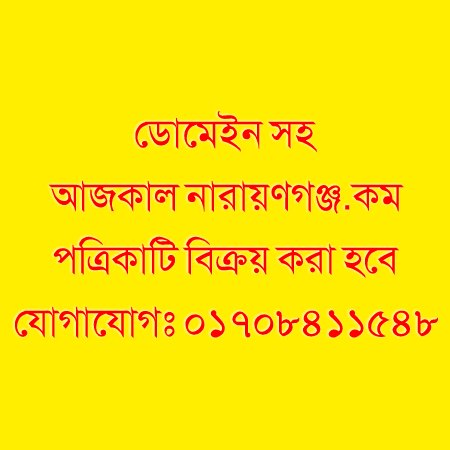 ডোমেইন সহ
আজকাল নারায়ণগঞ্জ.কম
পত্রিকাটি বিক্রয় করা হবে
যোগাযোগঃ ০১৭০৮৪১১৫৪৮